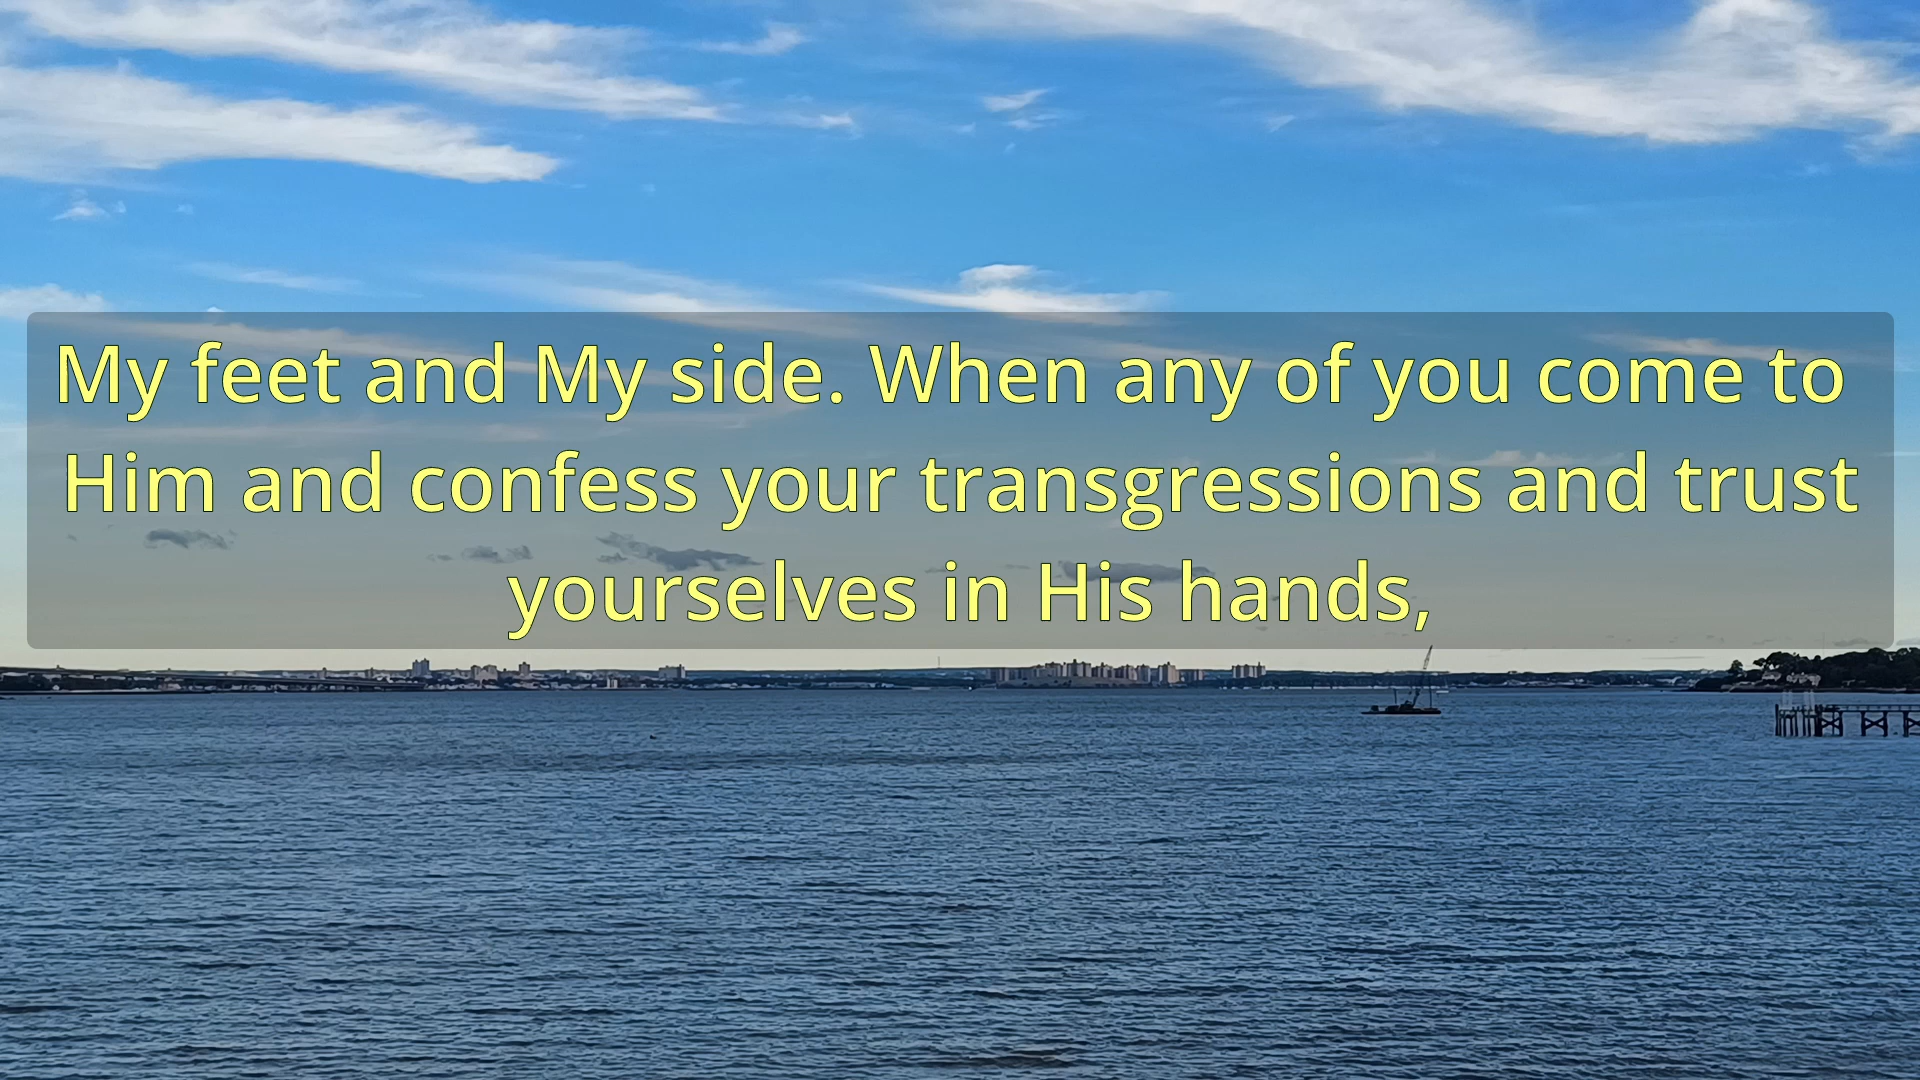 My feet and My side. When any of you come to
Him and confess your transgressions and trust
yourselves in His hands,